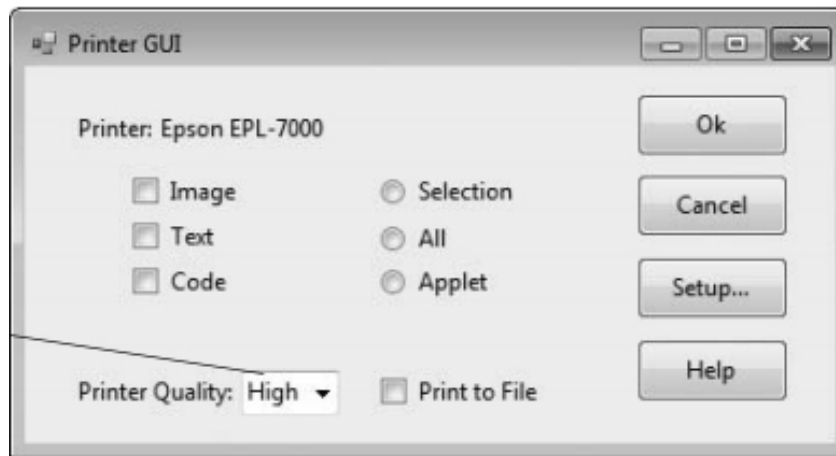 Printer GUI
Printer: Epson EPL-7000
Ok
Image
Selection
Cancel
Text
All
Code
Applet
Setup...
Help
Printer Quality: High
Print to File